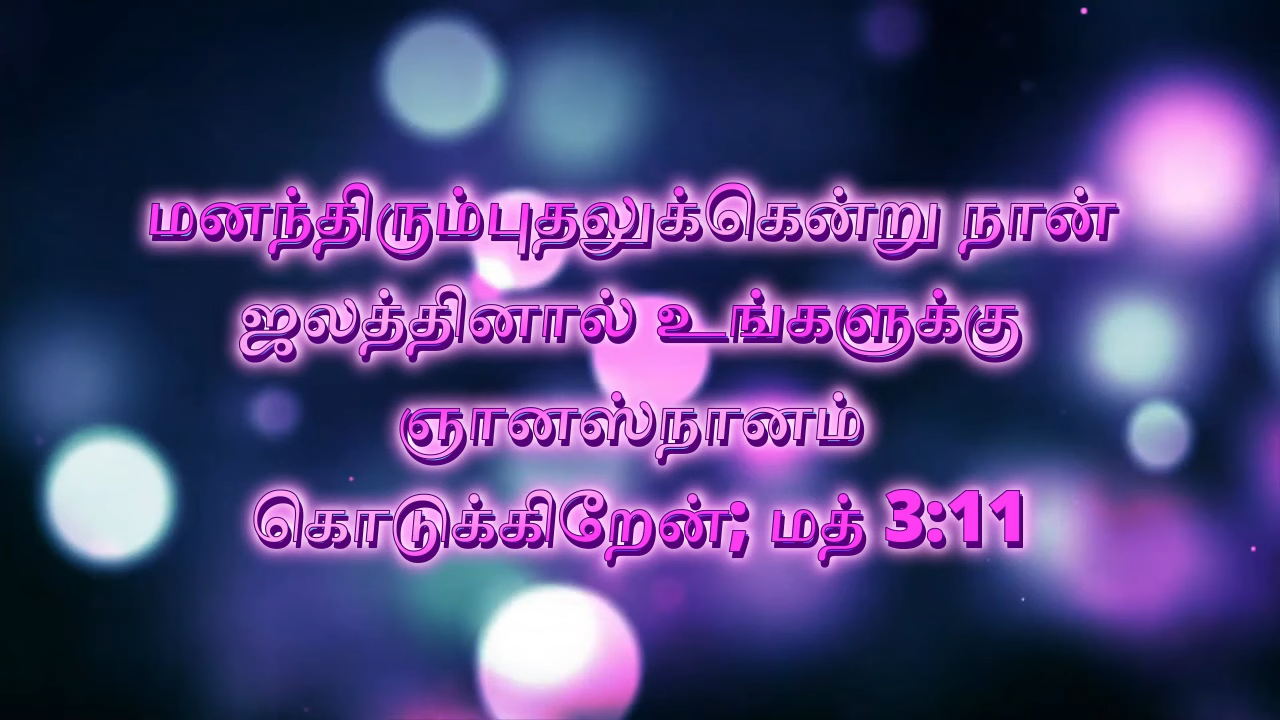 மனந்திரும்புதலுக்கென்று நான்
ஜலத்தினால் உங்களுக்கு
ஞானஸ்நானம்
கொடுக்கிறேன்; மத் 3:11